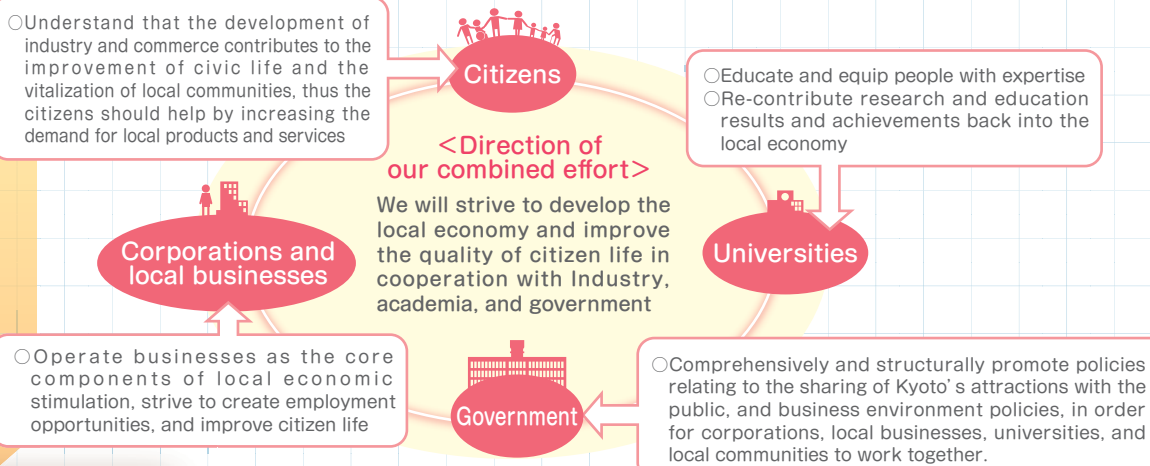 ○Understand that the development of
industry and commerce contributes to the
improvement of civic life and the
vitalization of local communities, thus the
citizens should help by increasing the
demand for local products and services
Citizens
○Educate and equip people with expertise
○Re-contribute research and education
results and achievements back into the
local economy
<Direction of
our combined effort>
We will strive to develop the
local economy and improve
the quality of citizen life in
cooperation with Industry,
academia, and government
Corporations and
local businesses
Universities
○Operate businesses as the core
components of local economic
stimulation, strive to create employment
opportunities, and improve citizen life
Government
○Comprehensively and structurally promote policies
relating to the sharing of Kyoto's attractions with the
public, and business environment policies, in order
for corporations, local businesses, universities, and
local communities to work together.